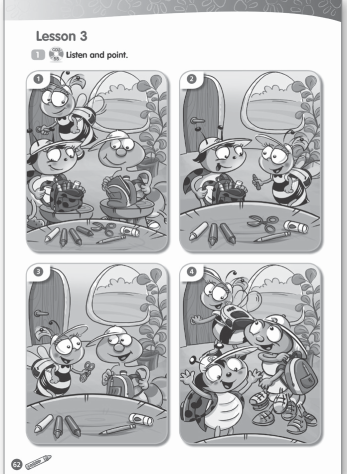 Lesson 3
1 Listen and point.
1
2
3
4
62